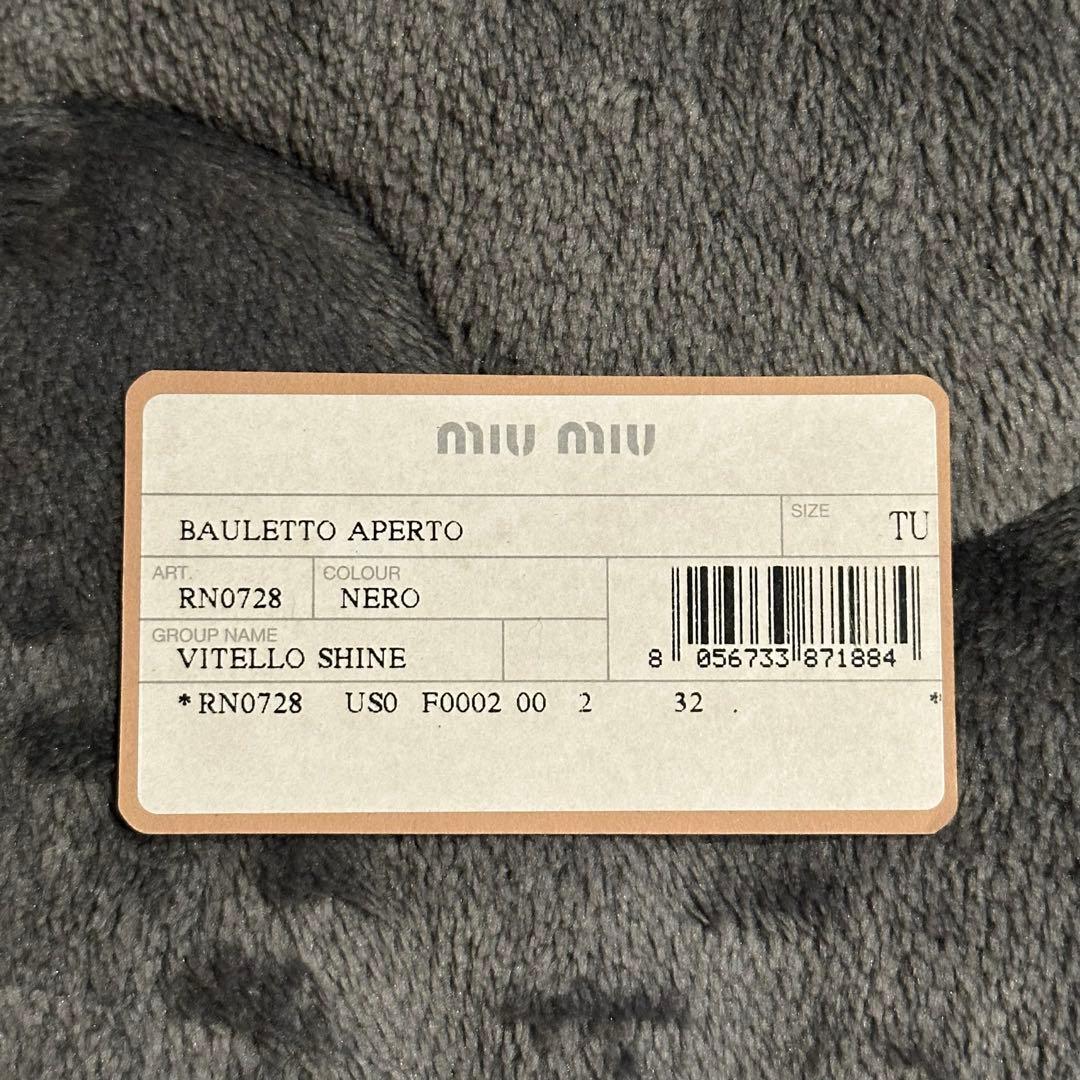 miu miu
BAULETTO APERTO
SIZE TU
ART. COLOUR
RN0728 NERO
GROUP NAME
VITELLO SHINE
8 056733 871884
*RN0728 US0 F0002 00 2 32 . *